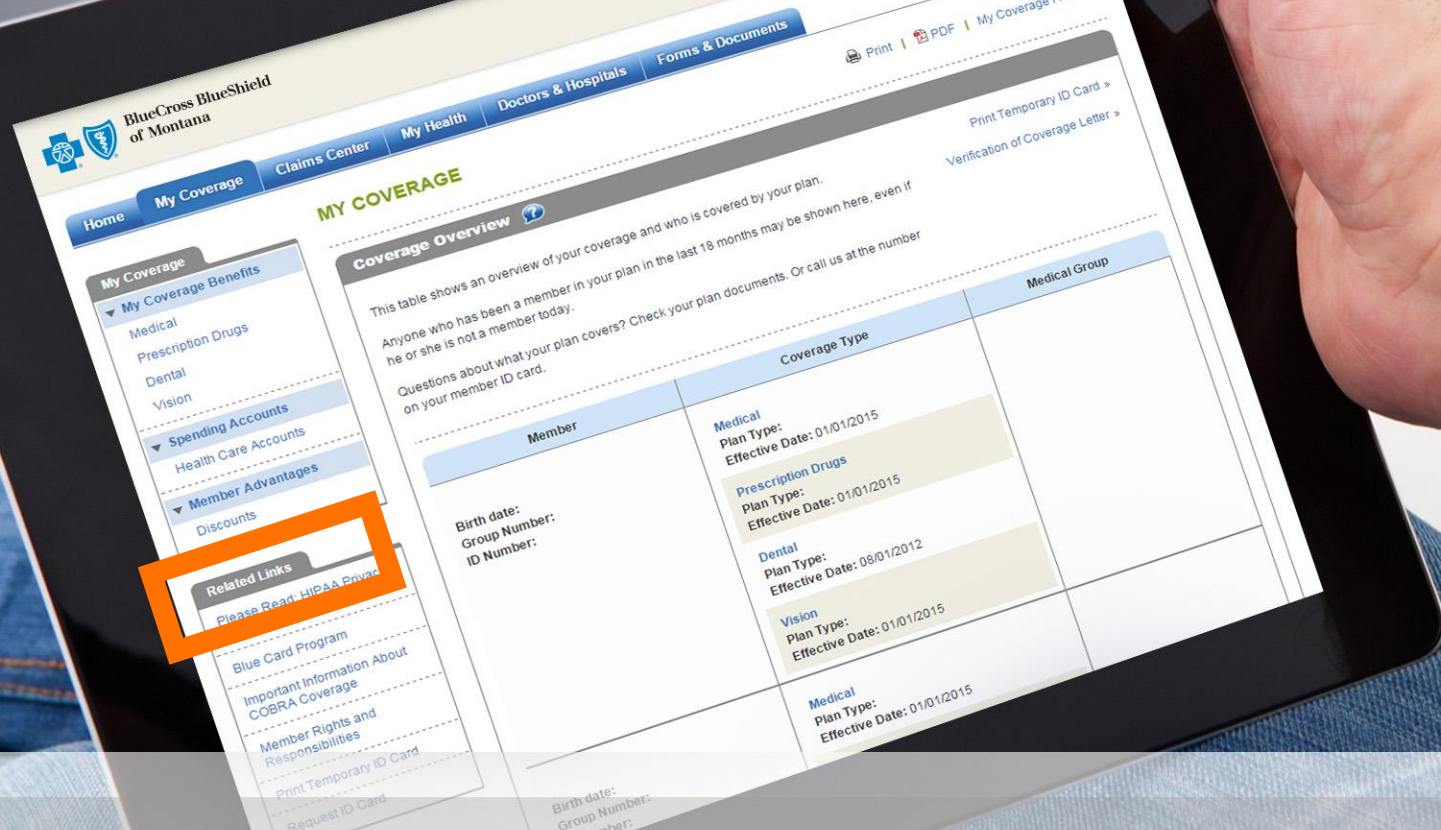 BlueCross BlueShield
of Montana
Home
My Coverage
Claims Center
My Health
Doctors & Hospitals
Forms & Documents
MY COVERAGE
Print | PDF | My Coverage
Coverage Overview ?
Print Temporary ID Card »
Verification of Coverage Letter »
This table shows an overview of your coverage and who is covered by your plan.
Anyone who has been a member in your plan in the last 18 months may be shown here, even if
he or she is not a member today.
Questions about what your plan covers? Check your plan documents. Or call us at the number
on your member ID card.
My Coverage
My Coverage Benefits
Medical
Prescription Drugs
Dental
Vision
Spending Accounts
Health Care Accounts
Member Advantages
Discounts
Related Links
Please Read: HIPAA Privac
Blue Card Program
Important Information About
COBRA Coverage
Member Rights and
Responsibilities
Print Temporary ID Card
Request ID Card
Member
Coverage Type
Medical Group
Birth date:
Group Number:
ID Number:
Medical
Plan Type:
Effective Date: 01/01/2015
Prescription Drugs
Plan Type:
Effective Date: 01/01/2015
Dental
Plan Type:
Effective Date: 08/01/2012
Vision
Plan Type:
Effective Date: 01/01/2015
Birth date:
Group Number:
Medical
Plan Type:
Effective Date: 01/01/2015